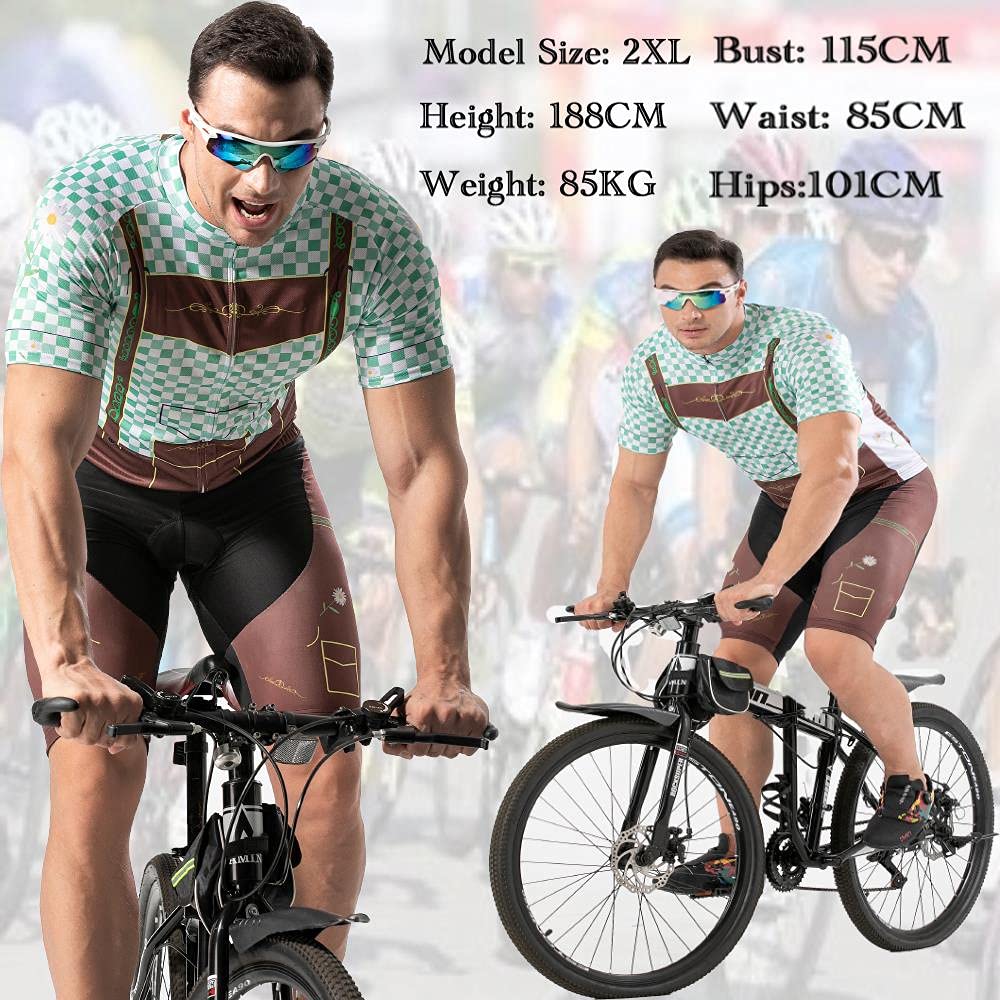 Model Size: 2XL Bust: 115CM
Height: 188CM Waist: 85CM
Weight: 85KG Hips:101CM